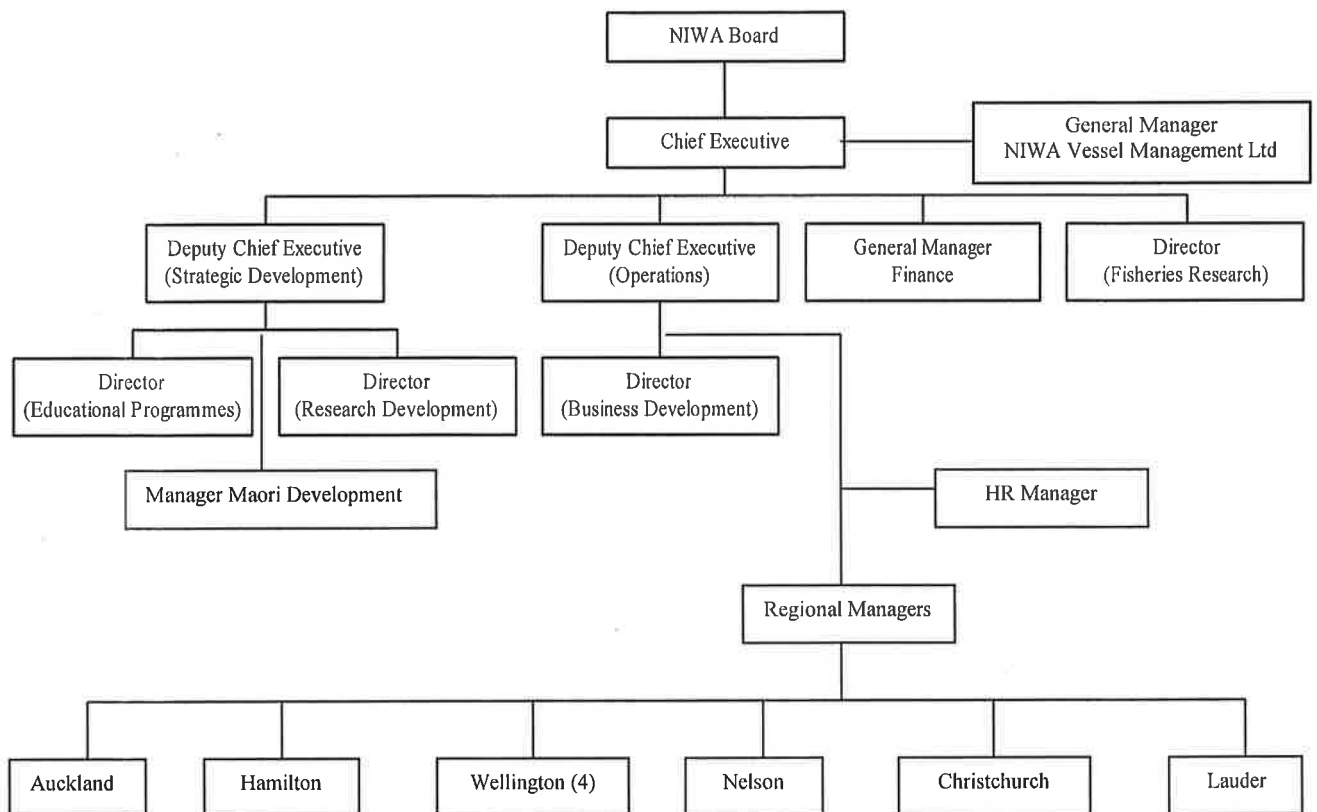 NIWA Board
Chief Executive
General Manager
NIWA Vessel Management Ltd
Deputy Chief Executive
(Strategic Development)
Deputy Chief Executive
(Operations)
General Manager
Finance
Director
(Fisheries Research)
Director
(Educational Programmes)
Director
(Research Development)
Director
(Business Development)
Manager Maori Development
HR Manager
Regional Managers
Auckland
Hamilton
Wellington (4)
Nelson
Christchurch
Lauder